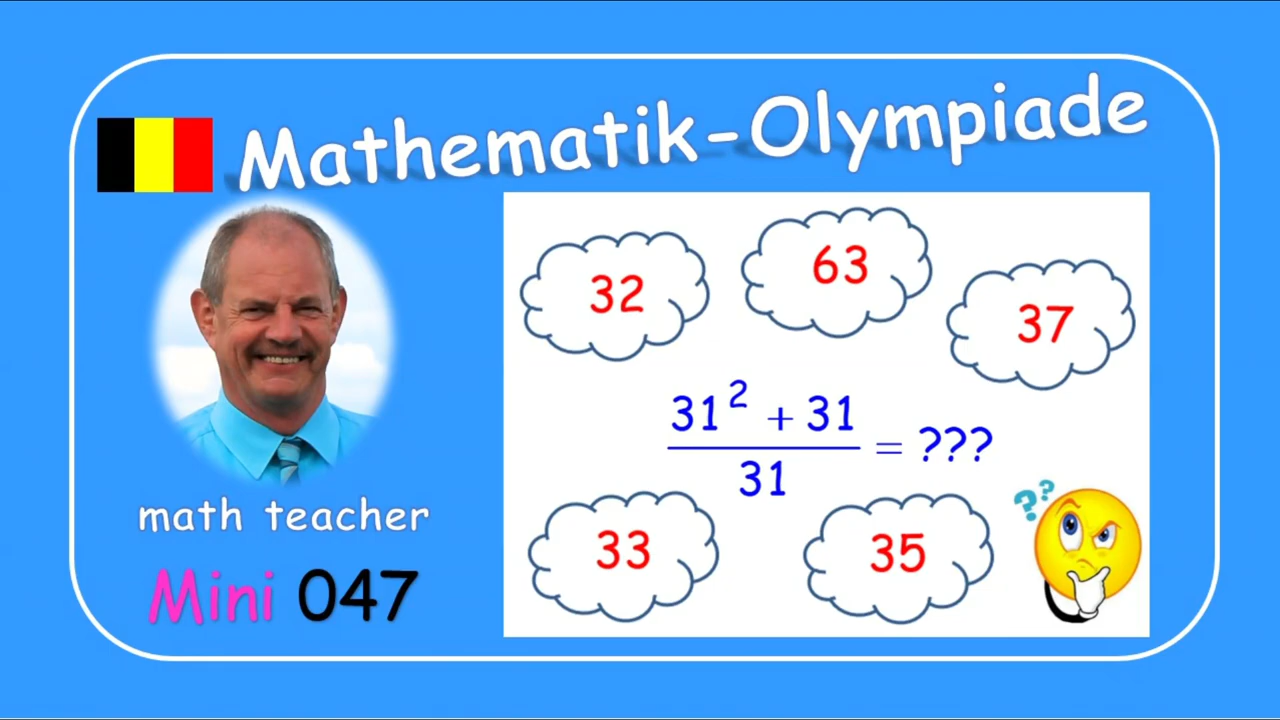 Mathematik-Olympiade
32
63
37
31² + 31
31
= ???
??
33
35
math teacher
Mini 047